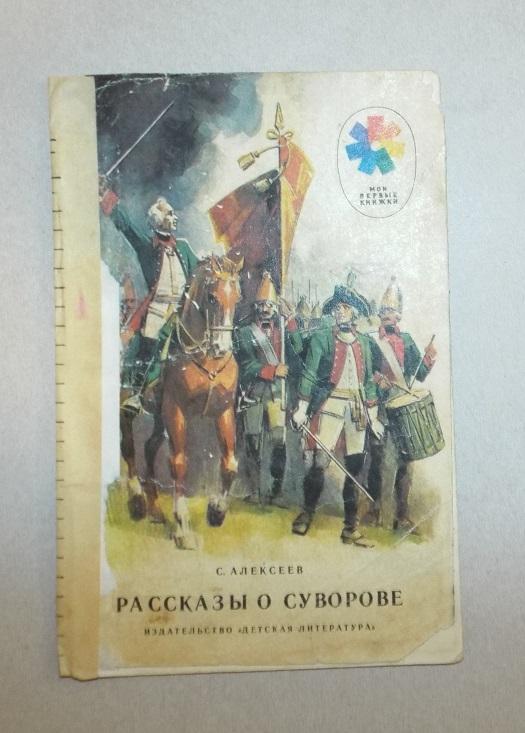 МОИ
ПЕРВЫЕ
КНИЖКИ
С. АЛЕКСЕЕВ
РАССКАЗЫ О СУВОРОВЕ
ИЗДАТЕЛЬСТВО «ДЕТСКАЯ ЛИТЕРАТУРА»